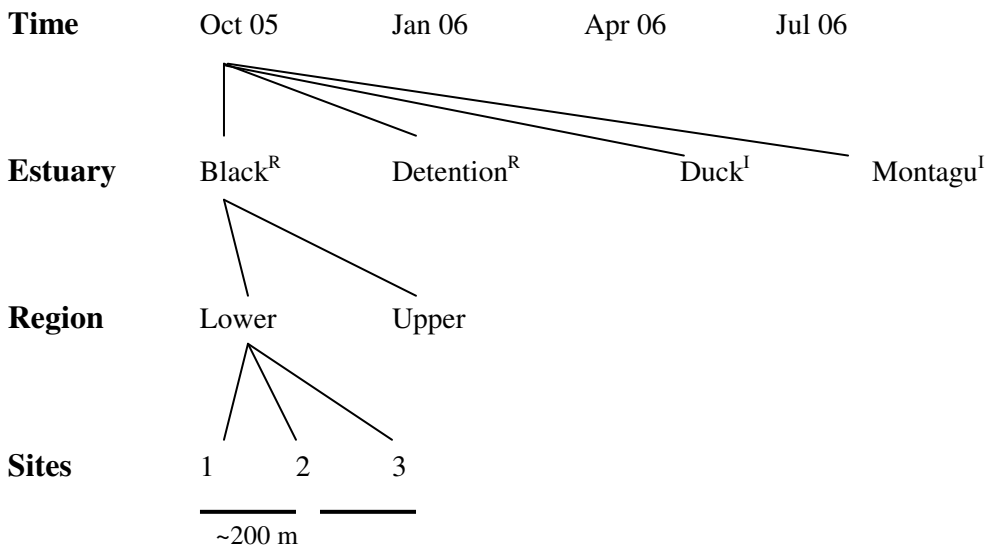 Time Oct 05 Jan 06 Apr 06 Jul 06
Estuary Black^R Detention^R Duck^I Montagu^I
Region Lower Upper
Sites 1 2 3
~200 m